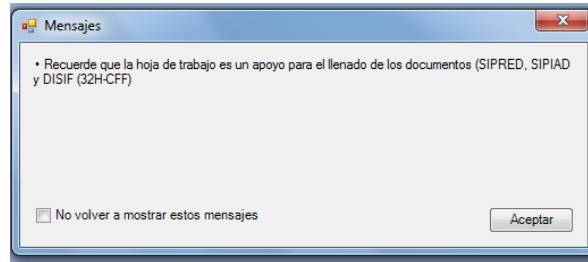 Mensajes
• Recuerde que la hoja de trabajo es un apoyo para el llenado de los documentos (SIPRED, SIPIAD
y DISIF (32H-CFF)
No volver a mostrar estos mensajes
Aceptar